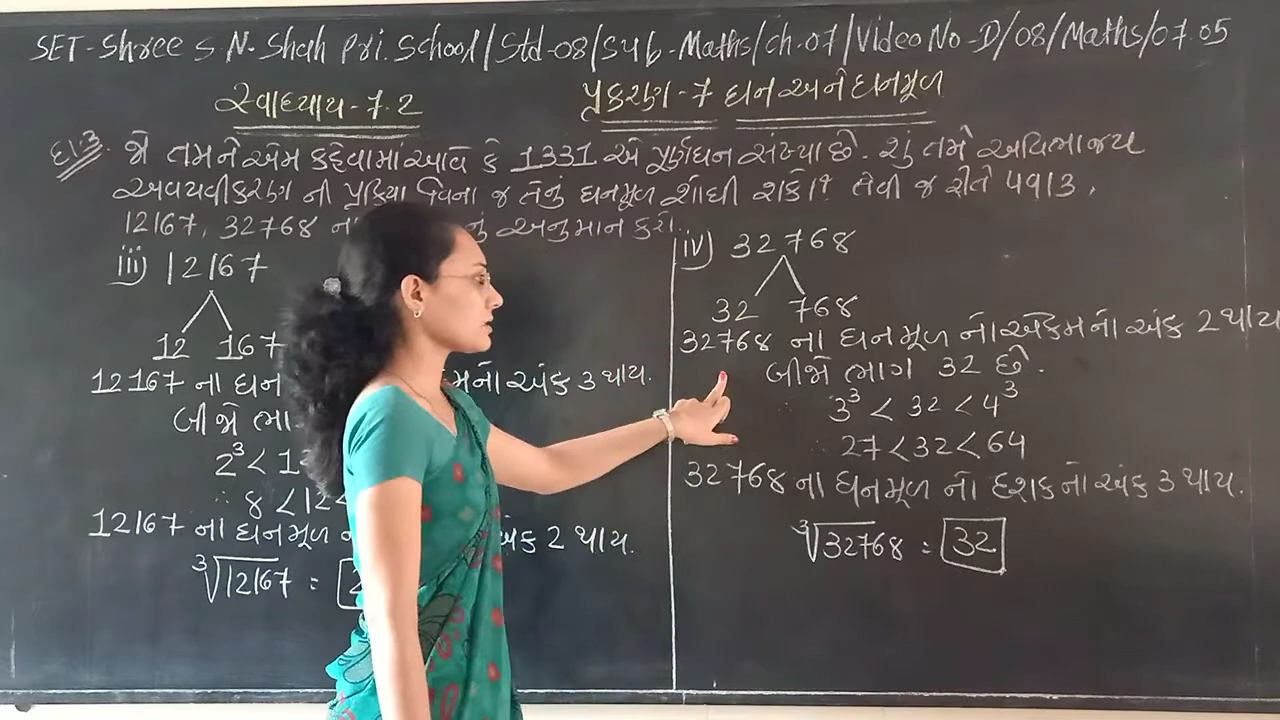 SET-Shree S.N. Shah Pri. School/Std-08/Sub-Maths/ch.07/Video No-D/08/Maths/07.05
સ્વાધ્યાય-7.2
પ્રકરણ-7 ઘન અને ઘનમૂળ
દા.3. જો તમને એમ કહેવામાં આવે કે 1331 એ પૂર્ણઘન સંખ્યા છે. શું તમે અવિભાજ્ય
અવયવીકરણ ની પ્રક્રિયા વિના જ તેનું ઘનમૂળ શોધી શકો? તેવી જ રીતે 4913,
12167, 32768 ના નું અનુમાન કરો.
iii) 12167
12 167
12167 ના ઘન મનો અંક 3 થાય.
બીજો ભા
2³ < 12
∴ 8 < 12 <
12167 ના ઘનમૂળ ન અંક 2 થાય.
∛12167 = 2
iv) 32768
32 768
32768 ના ઘનમૂળ નો એકમ નો અંક 2 થાય
બીજો ભાગ 32 છે.
∴ 3³ < 32 < 4³
∴ 27 < 32 < 64
32768 ના ઘનમૂળ નો દશક નો અંક 3 થાય.
∛32768 = 32